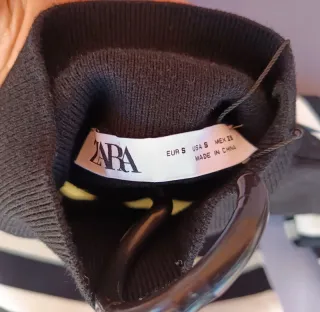 ZARA
EUR S USA S MEX 26
MADE IN CHINA